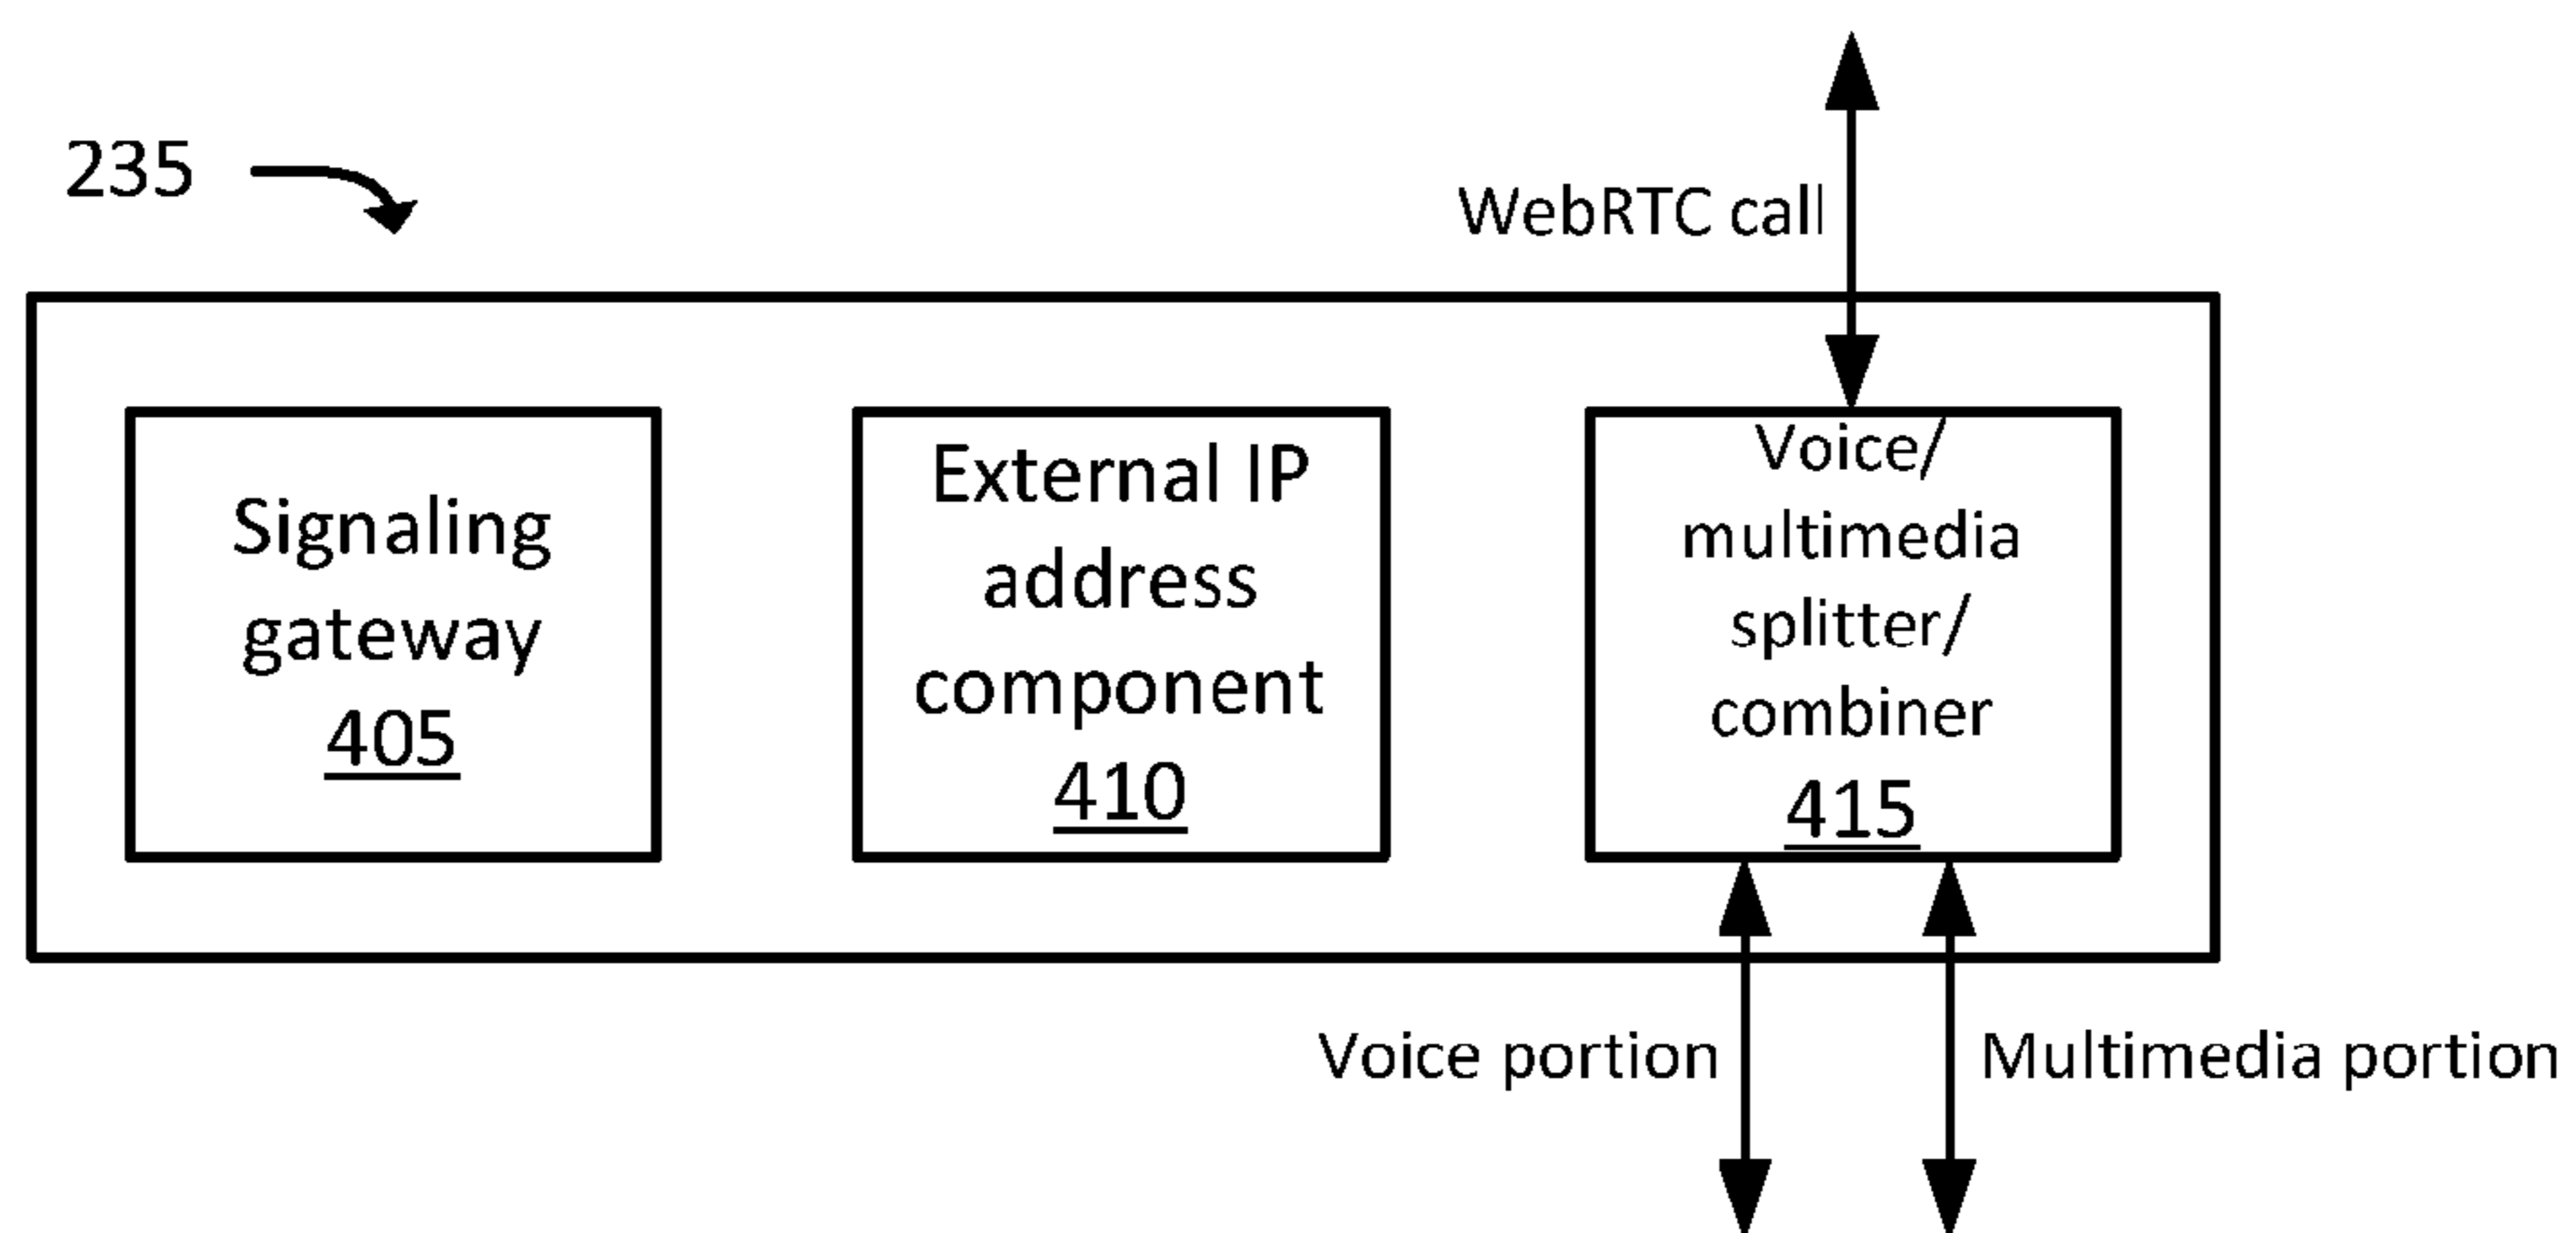 235
WebRTC call
Signaling
gateway
405
External IP
address
component
410
Voice/
multimedia
splitter/
combiner
415
Voice portion
Multimedia portion